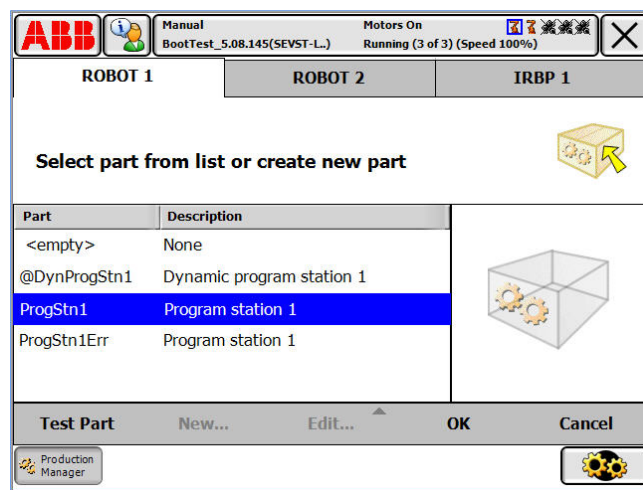 ABB
Manual
Motors On
BootTest_5.08.145(SEVST-L..)
Running (3 of 3) (Speed 100%)
ROBOT 1
ROBOT 2
IRBP 1
Select part from list or create new part
Part
Description
<empty>
None
@DynProgStn1
Dynamic program station 1
ProgStn1
Program station 1
ProgStn1Err
Program station 1
Test Part
New...
Edit...
OK
Cancel
Production
Manager